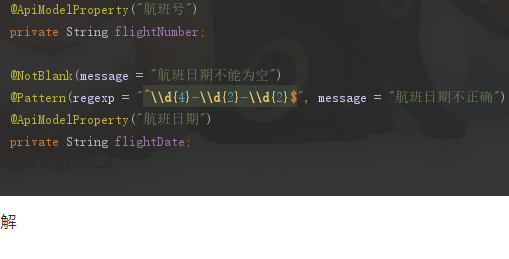 @ApiModelProperty("航班号")
private String flightNumber;
@NotBlank(message = "航班日期不能为空")
@Pattern(regexp = "^\\d{4}-\\d{2}-\\d{2}$", message = "航班日期不正确")
@ApiModelProperty("航班日期")
private String flightDate;
解